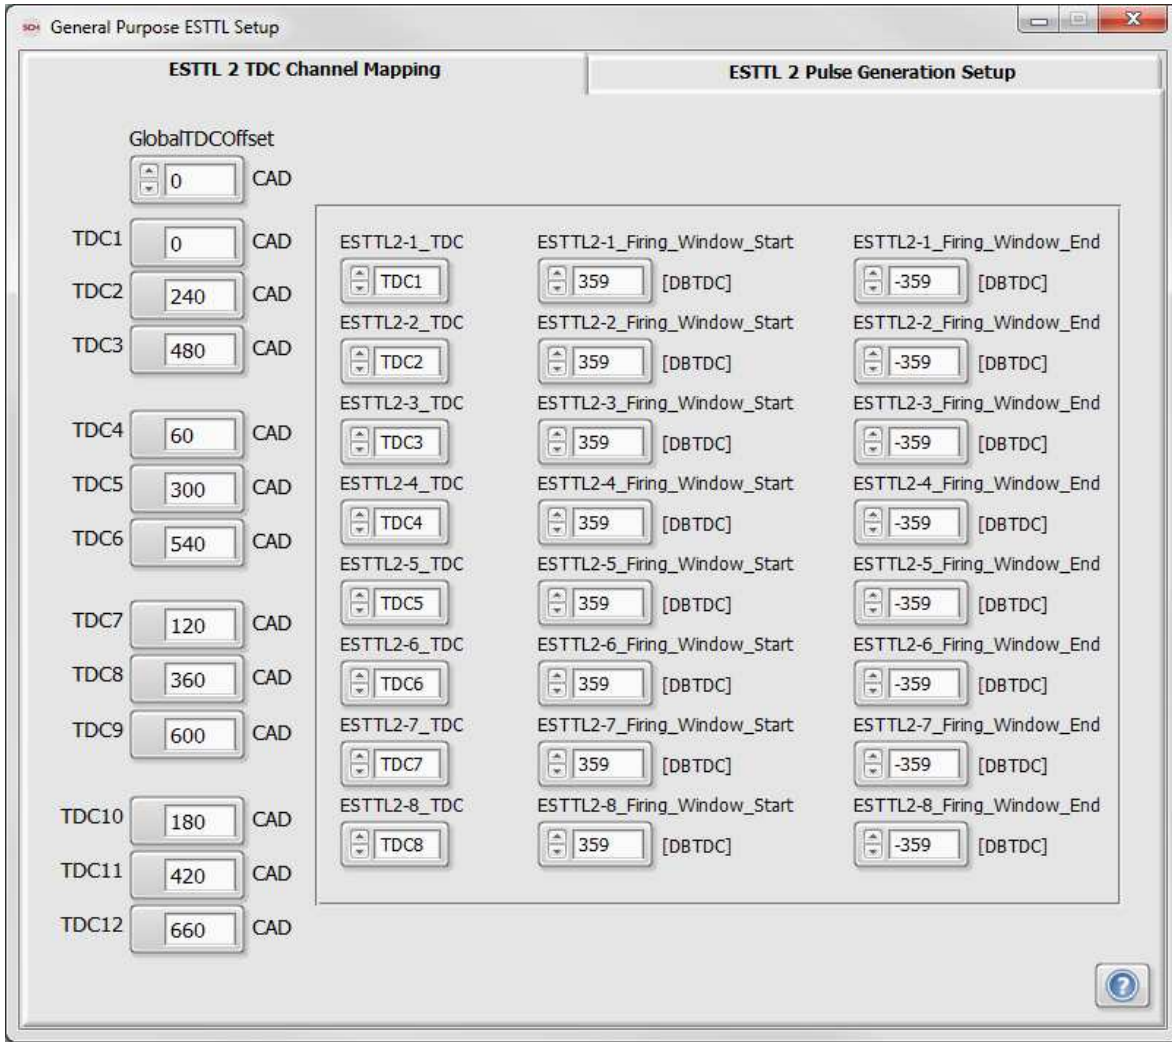 SCM General Purpose ESTTL Setup
ESTTL 2 TDC Channel Mapping
ESTTL 2 Pulse Generation Setup
GlobalTDCOffset
0 CAD
TDC1 0 CAD
TDC2 240 CAD
TDC3 480 CAD
TDC4 60 CAD
TDC5 300 CAD
TDC6 540 CAD
TDC7 120 CAD
TDC8 360 CAD
TDC9 600 CAD
TDC10 180 CAD
TDC11 420 CAD
TDC12 660 CAD
ESTTL2-1_TDC ESTTL2-1_Firing_Window_Start ESTTL2-1_Firing_Window_End
TDC1 359 [DBTDC] -359 [DBTDC]
ESTTL2-2_TDC ESTTL2-2_Firing_Window_Start ESTTL2-2_Firing_Window_End
TDC2 359 [DBTDC] -359 [DBTDC]
ESTTL2-3_TDC ESTTL2-3_Firing_Window_Start ESTTL2-3_Firing_Window_End
TDC3 359 [DBTDC] -359 [DBTDC]
ESTTL2-4_TDC ESTTL2-4_Firing_Window_Start ESTTL2-4_Firing_Window_End
TDC4 359 [DBTDC] -359 [DBTDC]
ESTTL2-5_TDC ESTTL2-5_Firing_Window_Start ESTTL2-5_Firing_Window_End
TDC5 359 [DBTDC] -359 [DBTDC]
ESTTL2-6_TDC ESTTL2-6_Firing_Window_Start ESTTL2-6_Firing_Window_End
TDC6 359 [DBTDC] -359 [DBTDC]
ESTTL2-7_TDC ESTTL2-7_Firing_Window_Start ESTTL2-7_Firing_Window_End
TDC7 359 [DBTDC] -359 [DBTDC]
ESTTL2-8_TDC ESTTL2-8_Firing_Window_Start ESTTL2-8_Firing_Window_End
TDC8 359 [DBTDC] -359 [DBTDC]